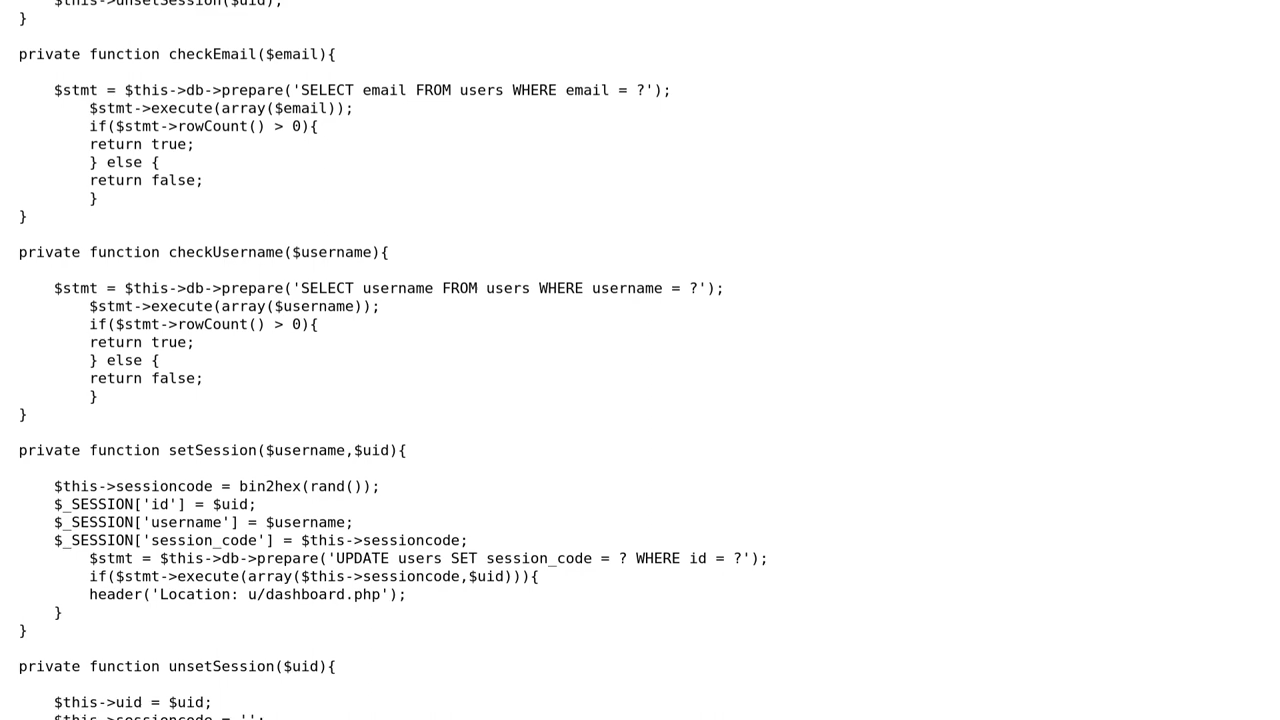 $this->unsetSession($uid);
}
private function checkEmail($email){
$stmt = $this->db->prepare('SELECT email FROM users WHERE email = ?');
$stmt->execute(array($email));
if($stmt->rowCount() > 0){
return true;
} else {
return false;
}
}
private function checkUsername($username){
$stmt = $this->db->prepare('SELECT username FROM users WHERE username = ?');
$stmt->execute(array($username));
if($stmt->rowCount() > 0){
return true;
} else {
return false;
}
}
private function setSession($username,$uid){
$this->sessioncode = bin2hex(rand());
$_SESSION['id'] = $uid;
$_SESSION['username'] = $username;
$_SESSION['session_code'] = $this->sessioncode;
$stmt = $this->db->prepare('UPDATE users SET session_code = ? WHERE id = ?');
if($stmt->execute(array($this->sessioncode,$uid))){
header('Location: u/dashboard.php');
}
}
private function unsetSession($uid){
$this->uid = $uid;
$this->sessioncode = '';